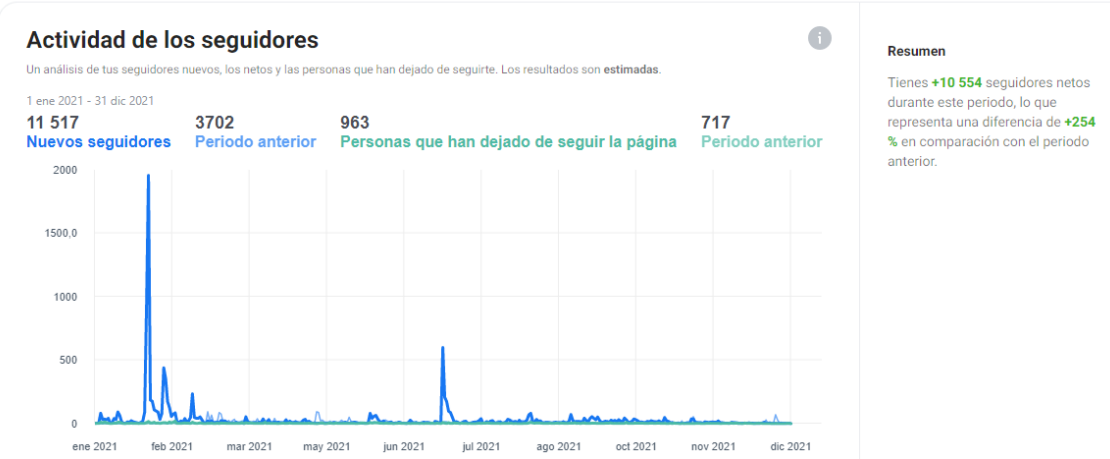 Actividad de los seguidores
Un análisis de tus seguidores nuevos, los netos y las personas que han dejado de seguirte. Los resultados son estimadas.
1 ene 2021 - 31 dic 2021
11 517
Nuevos seguidores
3702
Periodo anterior
963
Personas que han dejado de seguir la página
717
Periodo anterior
2000
1500,0
1000
500
0
ene 2021 feb 2021 mar 2021 may 2021 jun 2021 jul 2021 ago 2021 oct 2021 nov 2021 dic 2021
Resumen
Tienes +10 554 seguidores netos
durante este periodo, lo que
representa una diferencia de +254
% en comparación con el periodo
anterior.